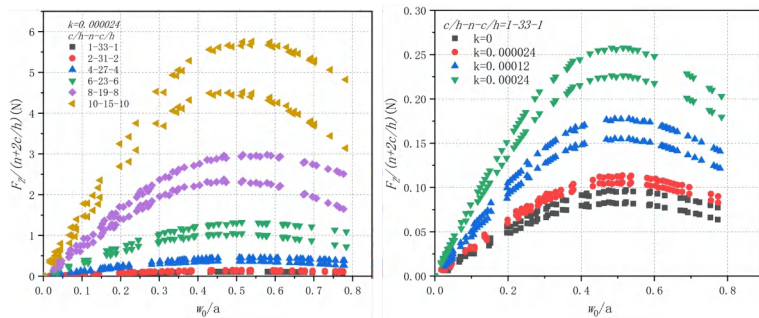 k=0.000024
c/h-n-c/h
1-33-1
2-31-2
4-27-4
6-23-6
8-19-8
10-15-10
6
5
4
3
2
1
0
0.0 0.1 0.2 0.3 0.4 0.5 0.6 0.7 0.8
w₀/a
F_z/(n+2c/h)(N)
c/h-n-c/h=1-33-1
k=0
k=0.000024
k=0.00012
k=0.00024
0.30
0.25
0.20
0.15
0.10
0.05
0.00
0.0 0.2 0.4 0.6 0.8
w₀/a
F_z/(n+2c/h)(N)